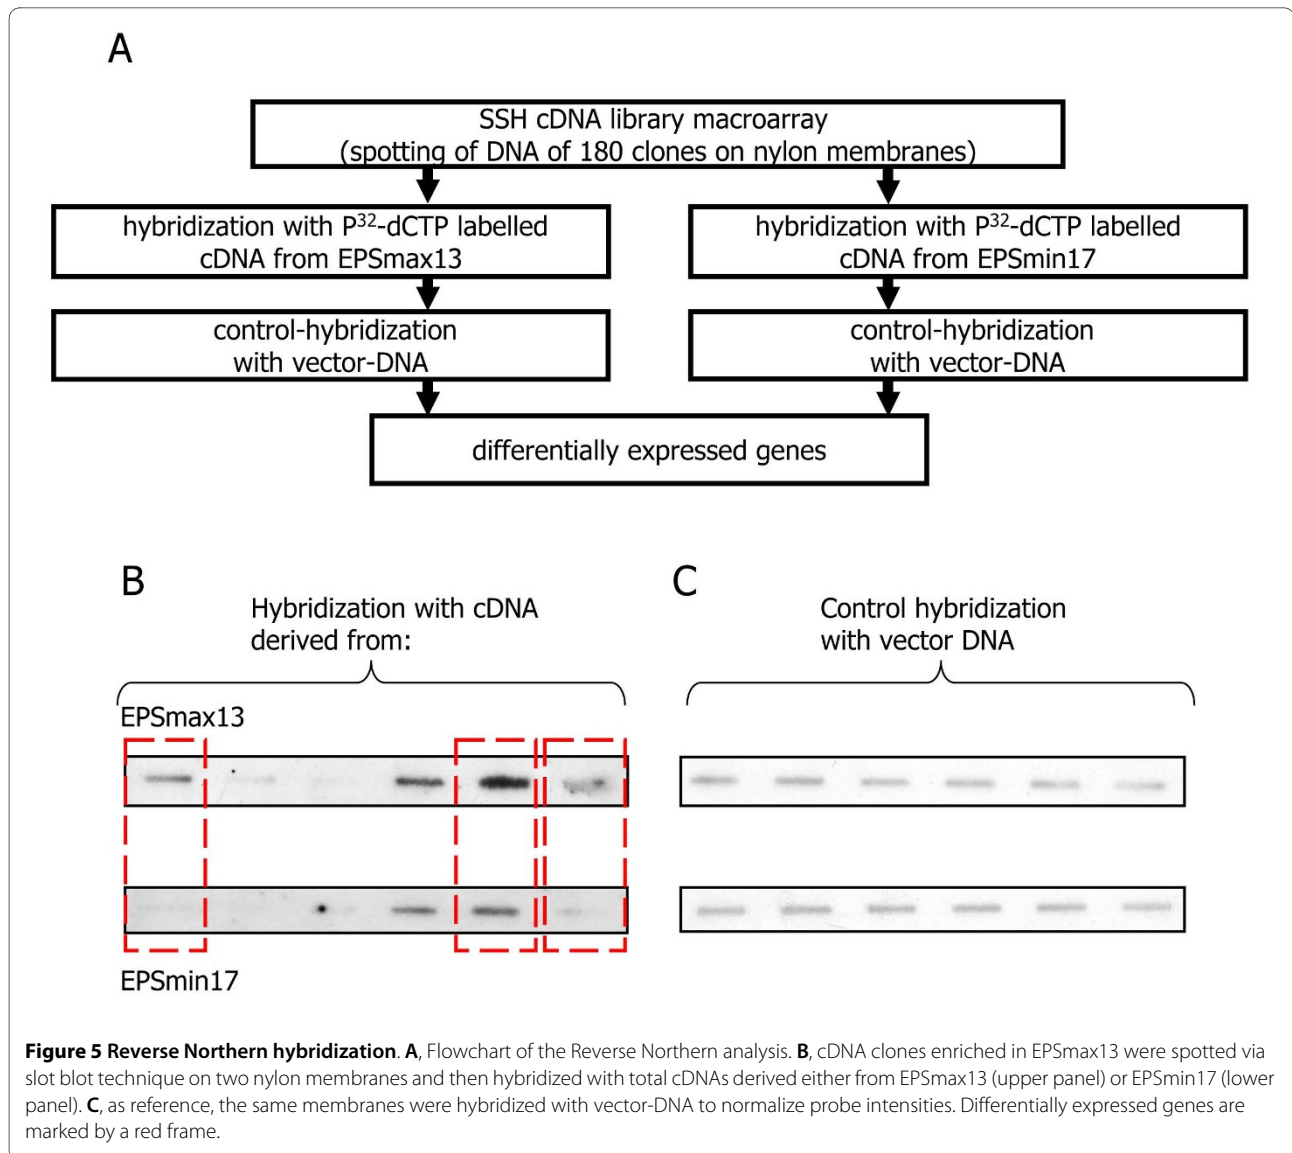 A
SSH cDNA library macroarray
(spotting of DNA of 180 clones on nylon membranes)
hybridization with P32-dCTP labelled
cDNA from EPSmax13
hybridization with P32-dCTP labelled
cDNA from EPSmin17
control-hybridization
with vector-DNA
control-hybridization
with vector-DNA
differentially expressed genes
B
Hybridization with cDNA
derived from:
EPSmax13
EPSmin17
C
Control hybridization
with vector DNA
Figure 5 Reverse Northern hybridization. A, Flowchart of the Reverse Northern analysis. B, cDNA clones enriched in EPSmax13 were spotted via
slot blot technique on two nylon membranes and then hybridized with total cDNAs derived either from EPSmax13 (upper panel) or EPSmin17 (lower
panel). C, as reference, the same membranes were hybridized with vector-DNA to normalize probe intensities. Differentially expressed genes are
marked by a red frame.